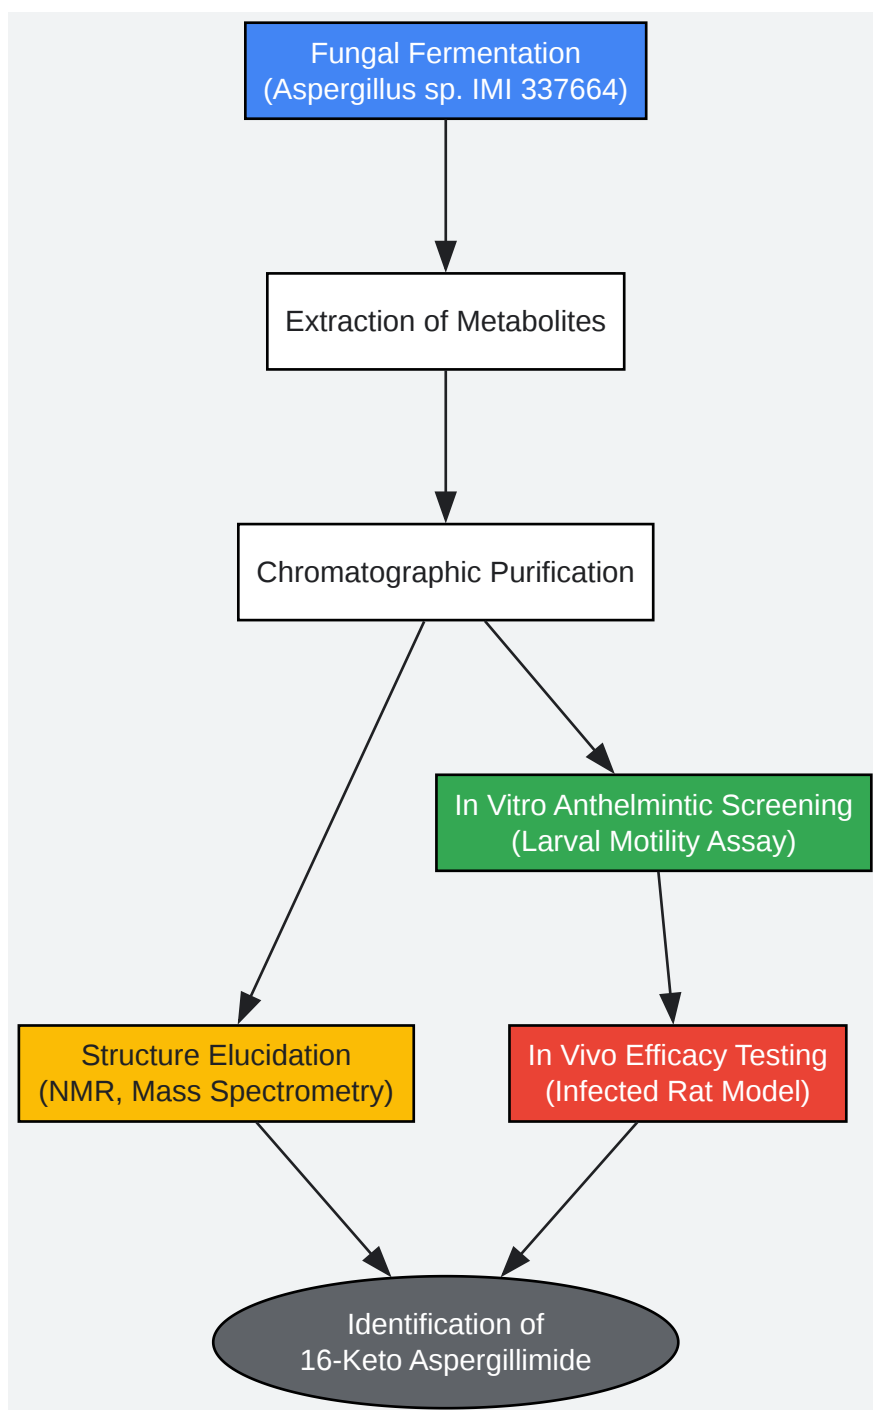 Fungal Fermentation
(Aspergillus sp. IMI 337664)
Extraction of Metabolites
Chromatographic Purification
In Vitro Anthelmintic Screening
(Larval Motility Assay)
Structure Elucidation
(NMR, Mass Spectrometry)
In Vivo Efficacy Testing
(Infected Rat Model)
Identification of
16-Keto Aspergillimide